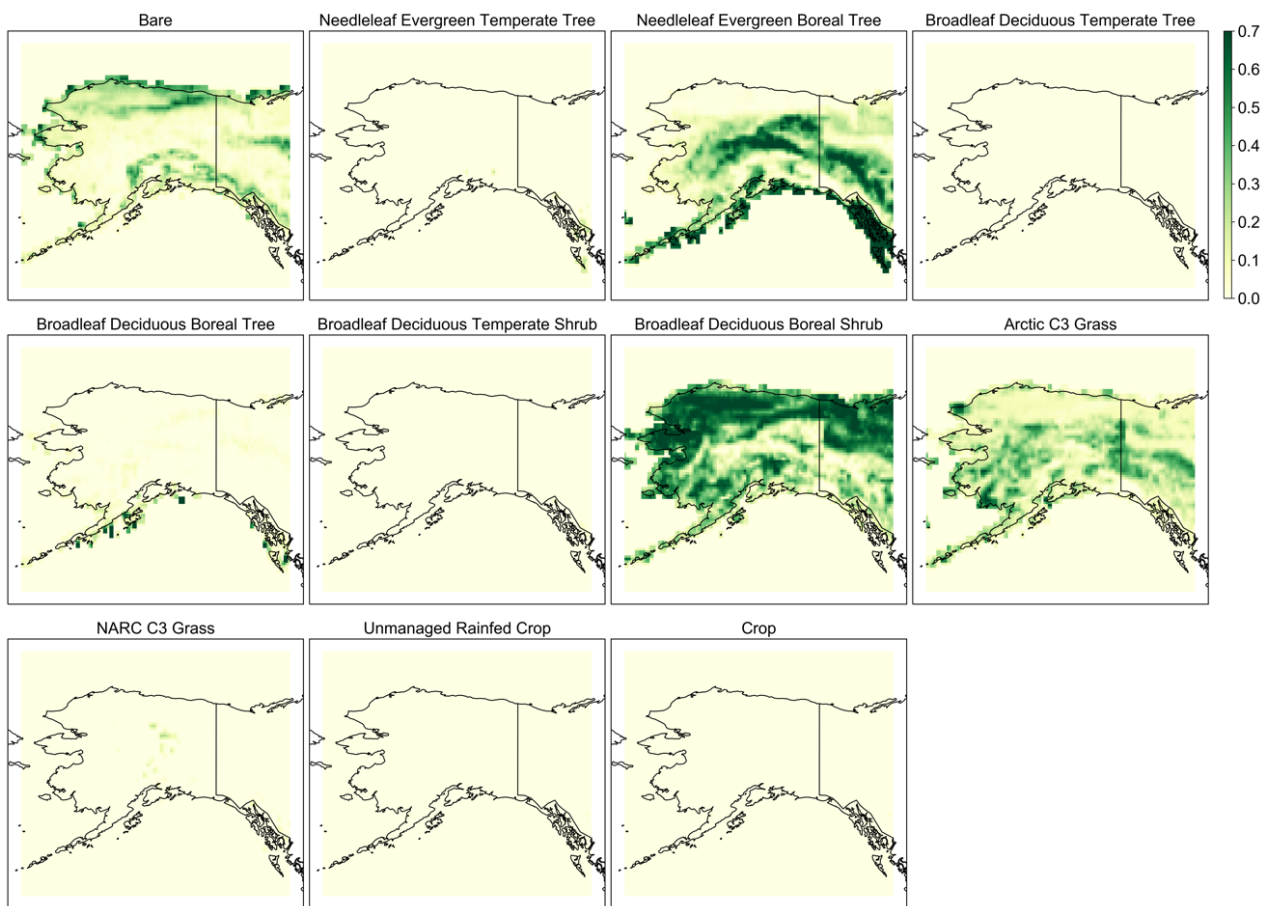 Bare
Needleleaf Evergreen Temperate Tree
Needleleaf Evergreen Boreal Tree
Broadleaf Deciduous Temperate Tree
0.7
0.6
0.5
0.4
0.3
0.2
0.1
0.0
Broadleaf Deciduous Boreal Tree
Broadleaf Deciduous Temperate Shrub
Broadleaf Deciduous Boreal Shrub
Arctic C3 Grass
NARC C3 Grass
Unmanaged Rainfed Crop
Crop